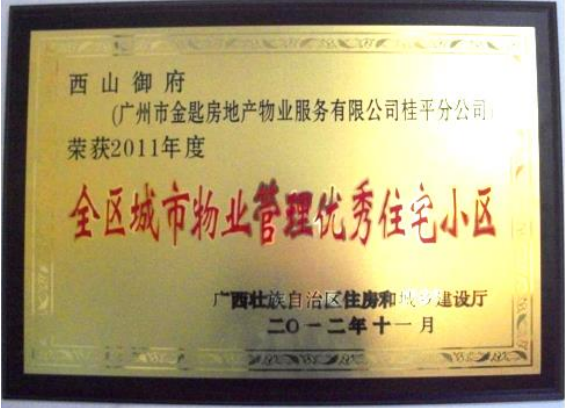 西山御府
(广州市金匙房地产物业服务有限公司桂平分公司)
荣获2011年度
全区城市物业管理优秀住宅小区
广西壮族自治区住房和城乡建设厅
二〇一二年十一月